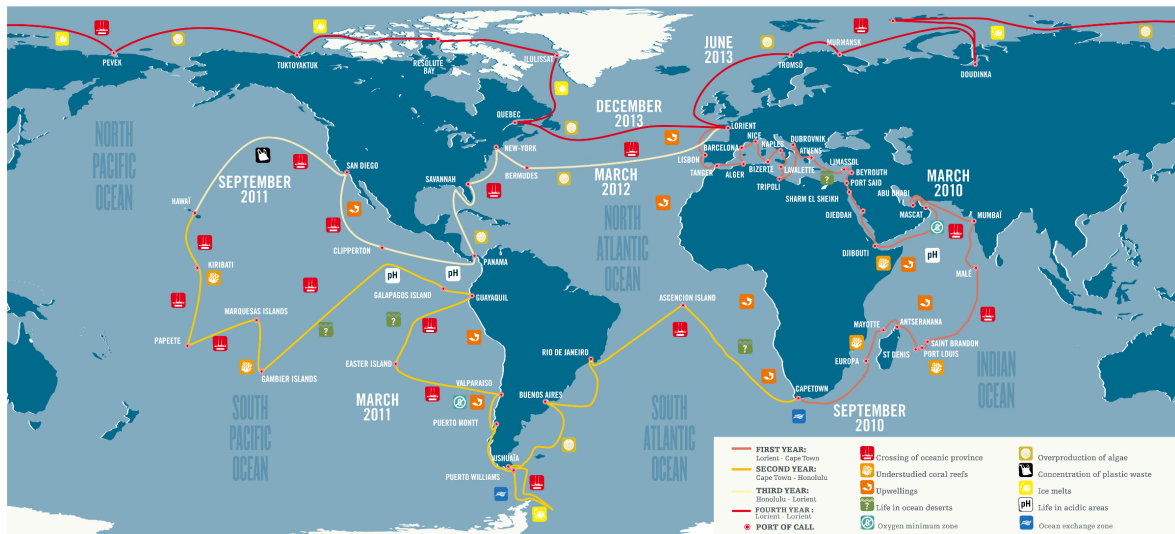 PEVEK
TUKTOYAKTUK
RESOLUTE
BAY
ILULISSAT
JUNE
2013
TROMSÖ
MURMANSK
DOUDINKA
NORTH
PACIFIC
OCEAN
QUEBEC
DECEMBER
2013
LORIENT
NEW-YORK
BERMUDES
SAVANNAH
MARCH
2012
LISBON
TANGER
BARCELONA
ALGER
NICE
BIZERTE
NAPLES
TRIPOLI
LAVALETTE
DUBROVNIK
ATHENS
LIMASSOL
BEYROUTH
PORT SAID
SHARM EL SHEIKH
?
DJEDDAH
ABU DHABI
MASCAT
MARCH
2010
MUMBAÏ
DJIBOUTI
pH
MALÉ
SEPTEMBER
2011
SAN DIEGO
HAWAÏ
KIRIBATI
CLIPPERTON
PANAMA
NORTH
ATLANTIC
OCEAN
pH
pH
GALAPAGOS ISLAND
GUAYAQUIL
MARQUESAS ISLANDS
PAPEETE
GAMBIER ISLANDS
?
?
EASTER ISLAND
MARCH
2011
VALPARAISO
PUERTO MONTT
USHUAÏA
PUERTO WILLIAMS
BUENOS AIRES
RIO DE JANEIRO
ASCENCION ISLAND
?
SOUTH
PACIFIC
OCEAN
SOUTH
ATLANTIC
OCEAN
CAPETOWN
SEPTEMBER
2010
MAYOTTE
EUROPA
ANTSERANANA
ST DENIS
SAINT BRANDON
PORT LOUIS
INDIAN
OCEAN
FIRST YEAR:
Lorient - Cape Town
SECOND YEAR:
Cape Town - Honolulu
THIRD YEAR:
Honolulu - Lorient
FOURTH YEAR :
Lorient - Lorient
PORT OF CALL
Crossing of oceanic province
Understudied coral reefs
Upwellings
? Life in ocean deserts
Oxygen minimum zone
Overproduction of algae
Concentration of plastic waste
Ice melts
pH Life in acidic areas
Ocean exchange zone